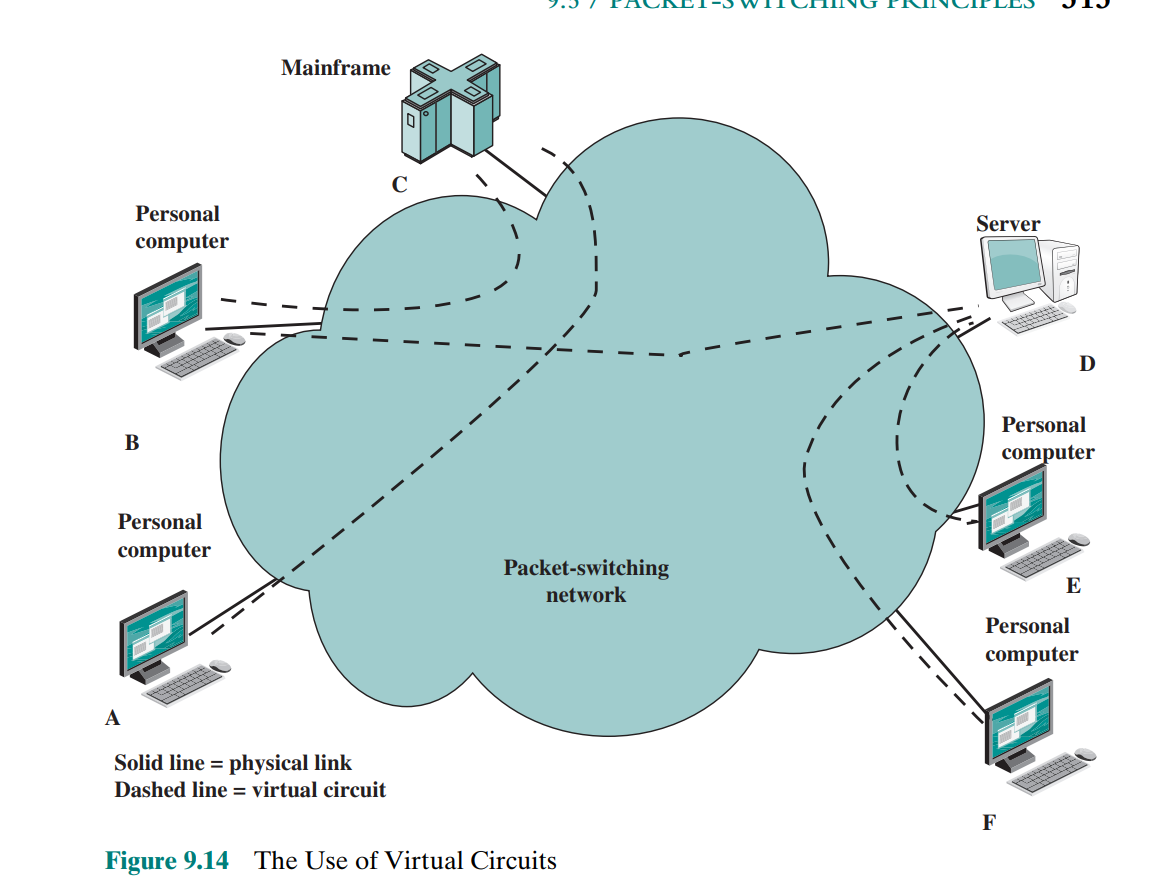 9.5 / PACKET-SWITCHING PRINCIPLES 315
Mainframe
C
Personal
computer
Server
D
B
Personal
computer
Personal
computer
Packet-switching
network
E
Personal
computer
A
Solid line = physical link
Dashed line = virtual circuit
F
Figure 9.14 The Use of Virtual Circuits